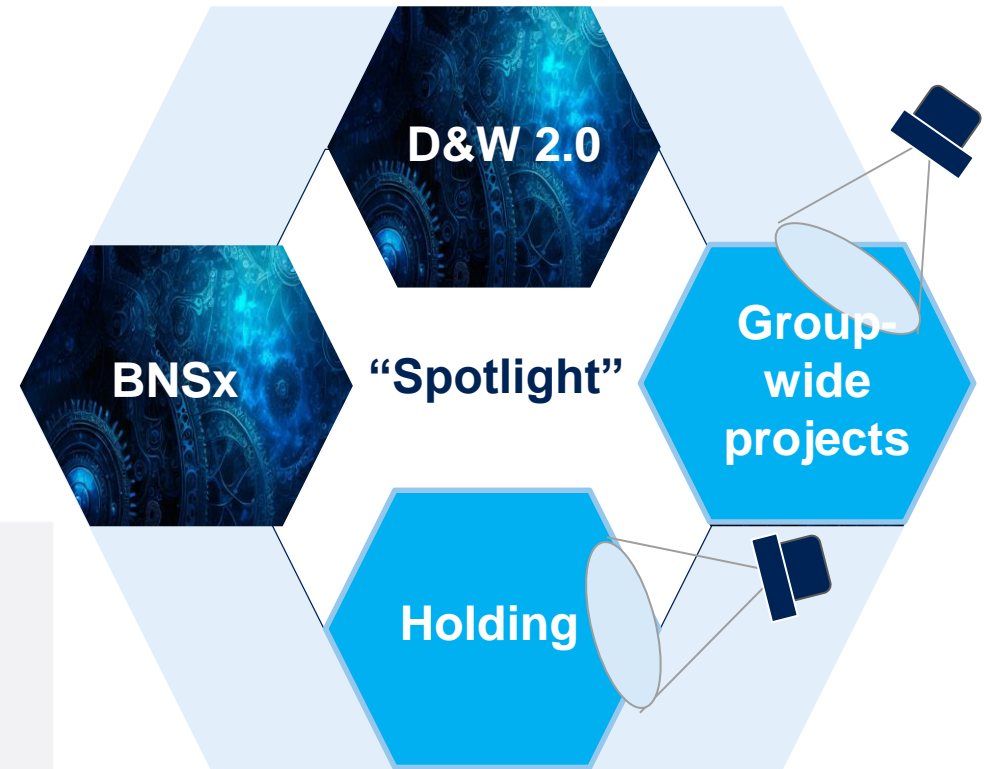 D&W 2.0
BNSx
“Spotlight”
Group-
wide
projects
Holding